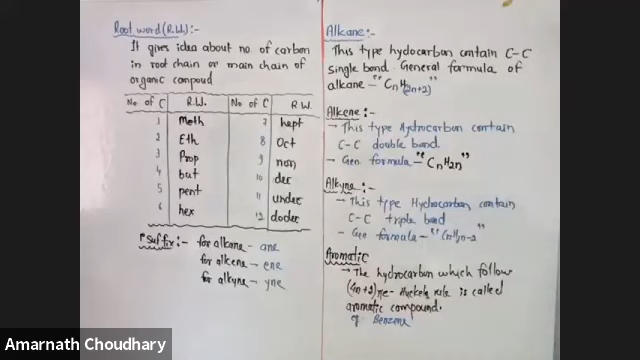 Root word (R.W.):-
It gives idea about no. of carbon
in root chain or main chain of
organic compoud
No of C R.W. No of C R.W.
1 Meth 7 hept
2 Eth 8 Oct
3 Prop 9 non
4 but 10 dec
5 pent 11 undec
6 hex 12 dodec
1° Suffix:- for alkane - ane
for alkene - ene
for alkyne - yne
Alkane:-
This type hydocarbon contain C-C
single bond. General formula of
alkane - "CnH(2n+2)"
Alkene:-
→ This type Hydrocarbon contain
C-C double bond.
- Gen formula - "CnH2n"
Alkyne:-
→ This type Hydrocarbon contain
C-C triple bond
- Gen formula - "CnH2n-2"
Aromatic
→ The hydrocarbon which follow
(4n+2)πe- Huckels rule is called
aromatic compound.
Benzene
Amarnath Choudhary